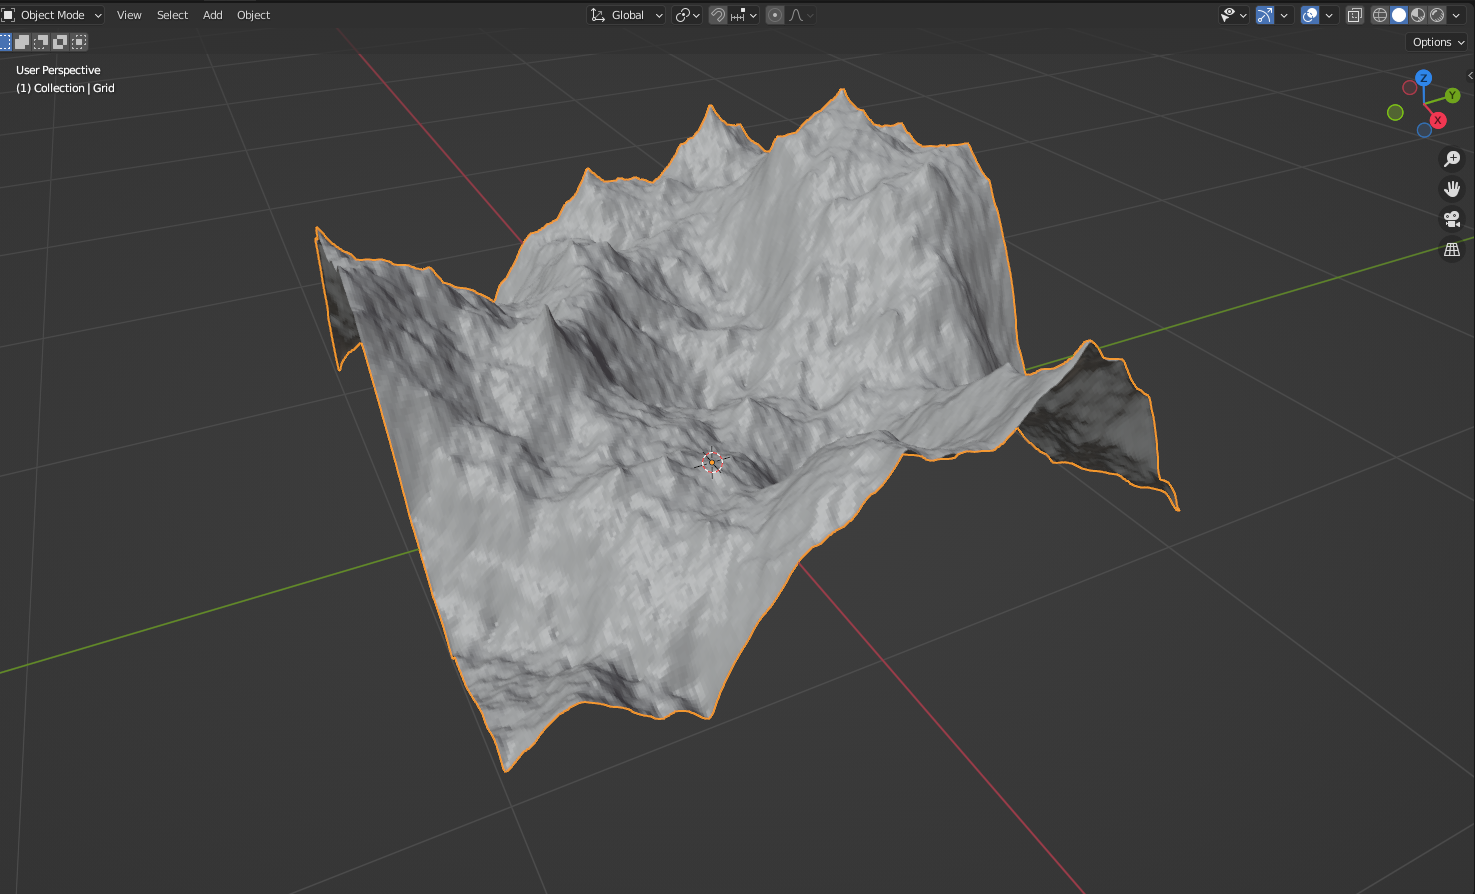 Object Mode View Select Add Object Global
Options
User Perspective
(1) Collection | Grid
Z
Y
X